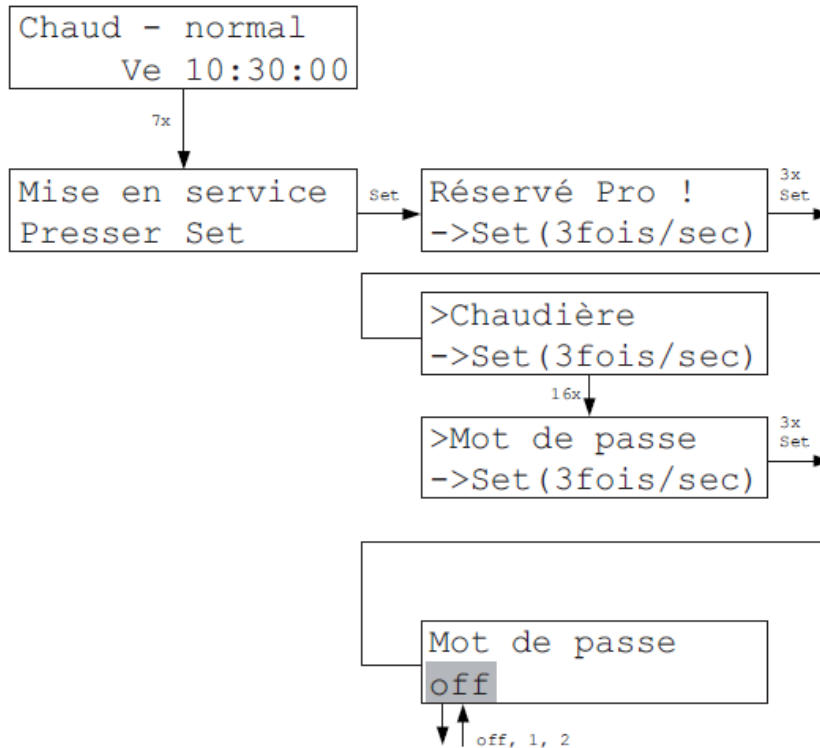 Chaud - normal
Ve 10:30:00
7x
Mise en service
Presser Set
Set
Réservé Pro !
->Set(3fois/sec)
3x
Set
>Chaudière
->Set(3fois/sec)
16x
>Mot de passe
->Set(3fois/sec)
3x
Set
Mot de passe
off
off, 1, 2